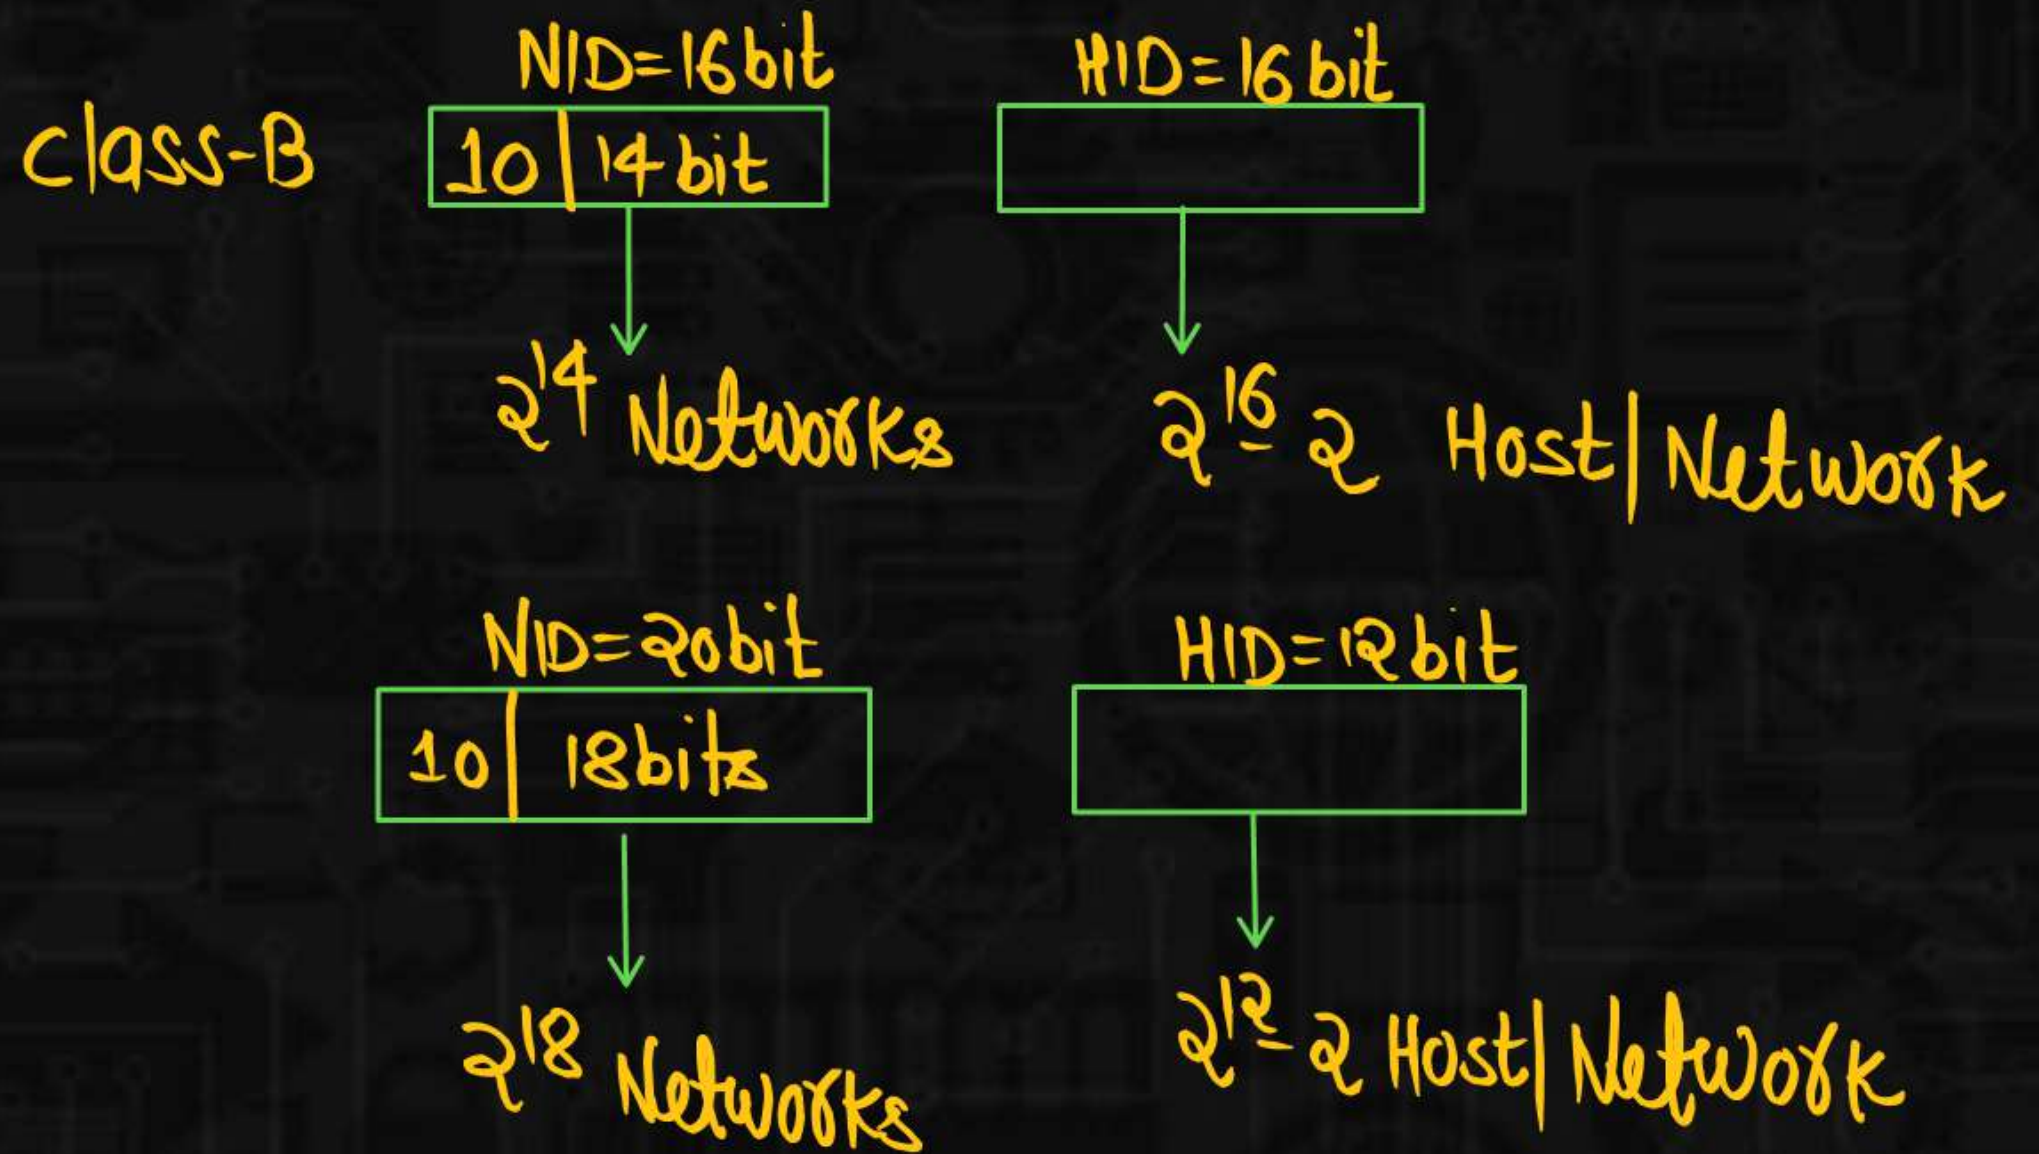 NID=16bit HID=16 bit
Class-B 10 | 14 bit
2^14 Networks 2^16 - 2 Host | Network
NID=20bit HID=12bit
10 | 18bits
2^18 Networks 2^12 - 2 Host | Network